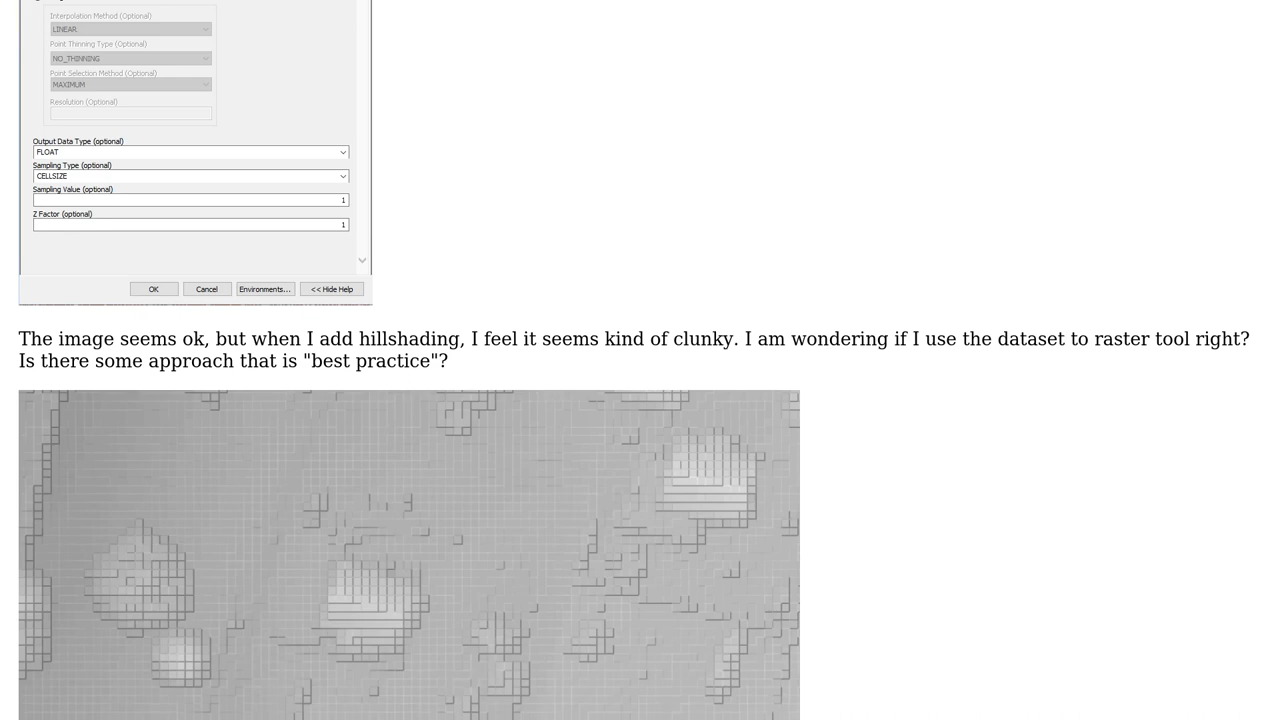 Interpolation Method (Optional)
LINEAR
Point Thinning Type (Optional)
NO_THINNING
Point Selection Method (Optional)
MAXIMUM
Resolution (Optional)
Output Data Type (optional)
FLOAT
Sampling Type (optional)
CELLSIZE
Sampling Value (optional)
1
Z Factor (optional)
1
OK Cancel Environments... << Hide Help
The image seems ok, but when I add hillshading, I feel it seems kind of clunky. I am wondering if I use the dataset to raster tool right?
Is there some approach that is "best practice"?